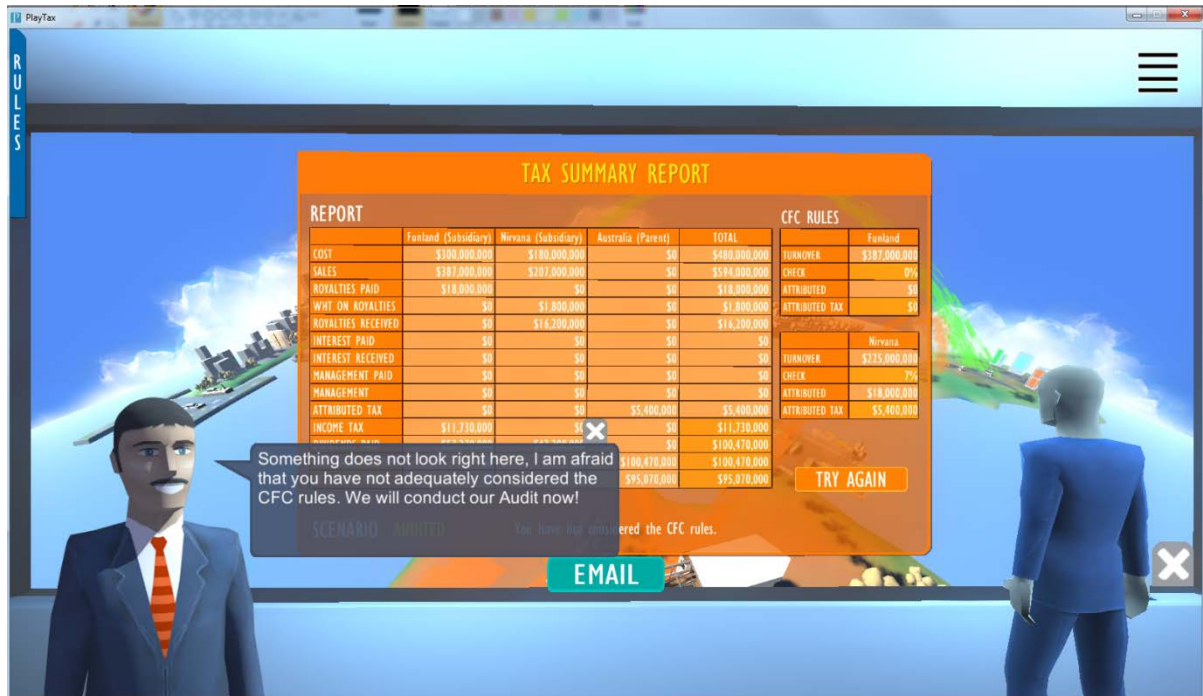 PlayTax
RULES
TAX SUMMARY REPORT
REPORT
Funland (Subsidiary) Nirvana (Subsidiary) Australia (Parent) TOTAL
COST $300,000,000 $180,000,000 $0 $480,000,000
SALES $387,000,000 $207,000,000 $0 $594,000,000
ROYALTIES PAID $18,000,000 $0 $0 $18,000,000
WHT ON ROYALTIES $0 $1,800,000 $0 $1,800,000
ROYALTIES RECEIVED $0 $16,200,000 $0 $16,200,000
INTEREST PAID $0 $0 $0 $0
INTEREST RECEIVED $0 $0 $0 $0
MANAGEMENT PAID $0 $0 $0 $0
MANAGEMENT $0 $0 $0 $0
ATTRIBUTED TAX $0 $0 $5,400,000 $5,400,000
INCOME TAX $11,730,000 $0 $11,730,000
$0 $100,470,000
$100,470,000 $100,470,000
$95,070,000 $95,070,000
CFC RULES
Funland
TURNOVER $387,000,000
CHECK 0%
ATTRIBUTED $0
ATTRIBUTED TAX $0
Nirvana
TURNOVER $225,000,000
CHECK 7%
ATTRIBUTED $18,000,000
ATTRIBUTED TAX $5,400,000
TRY AGAIN
Something does not look right here, I am afraid
that you have not adequately considered the
CFC rules. We will conduct our Audit now!
SCENARIO AUDITED You have not considered the CFC rules.
EMAIL